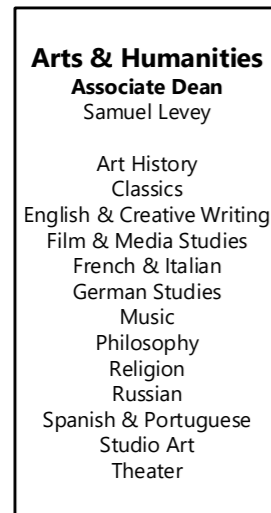 Arts & Humanities
Associate Dean
Samuel Levey
Art History
Classics
English & Creative Writing
Film & Media Studies
French & Italian
German Studies
Music
Philosophy
Religion
Russian
Spanish & Portuguese
Studio Art
Theater